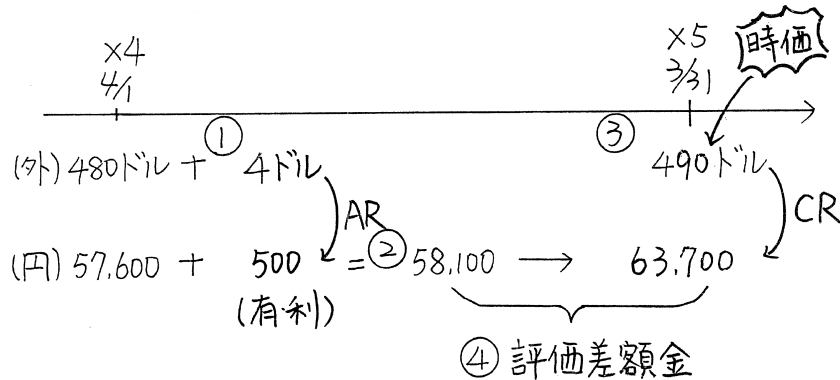 ×4
4/1
×5
3/31
時価
① ③
(外) 480ドル + 4ドル 490ドル
AR CR
(円) 57,600 + 500 = ② 58,100 → 63,700
(有・利)
④ 評価差額金